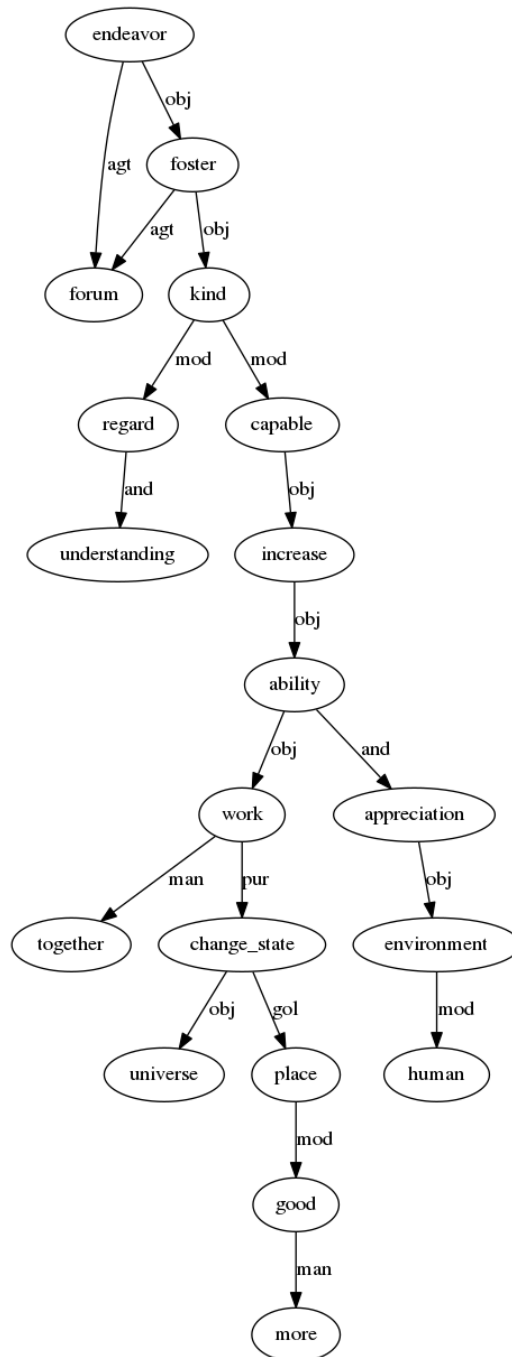 endeavor
obj
foster
agt
agt
obj
forum
kind
mod
mod
regard
capable
and
obj
understanding
increase
obj
ability
obj
and
work
appreciation
man
pur
obj
together
change_state
environment
obj
gol
mod
universe
place
human
mod
good
man
more